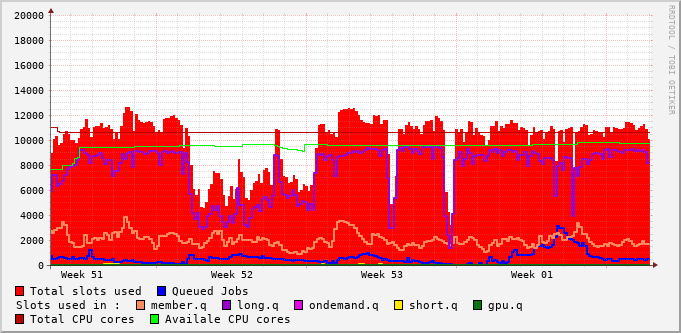 20000
18000
16000
14000
12000
10000
8000
6000
4000
2000
0
Week 51 Week 52 Week 53 Week 01
RRDTOOL / TOBI OETIKER
Total slots used Queued Jobs
Slots used in : member.q long.q ondemand.q short.q gpu.q
Total CPU cores Availale CPU cores